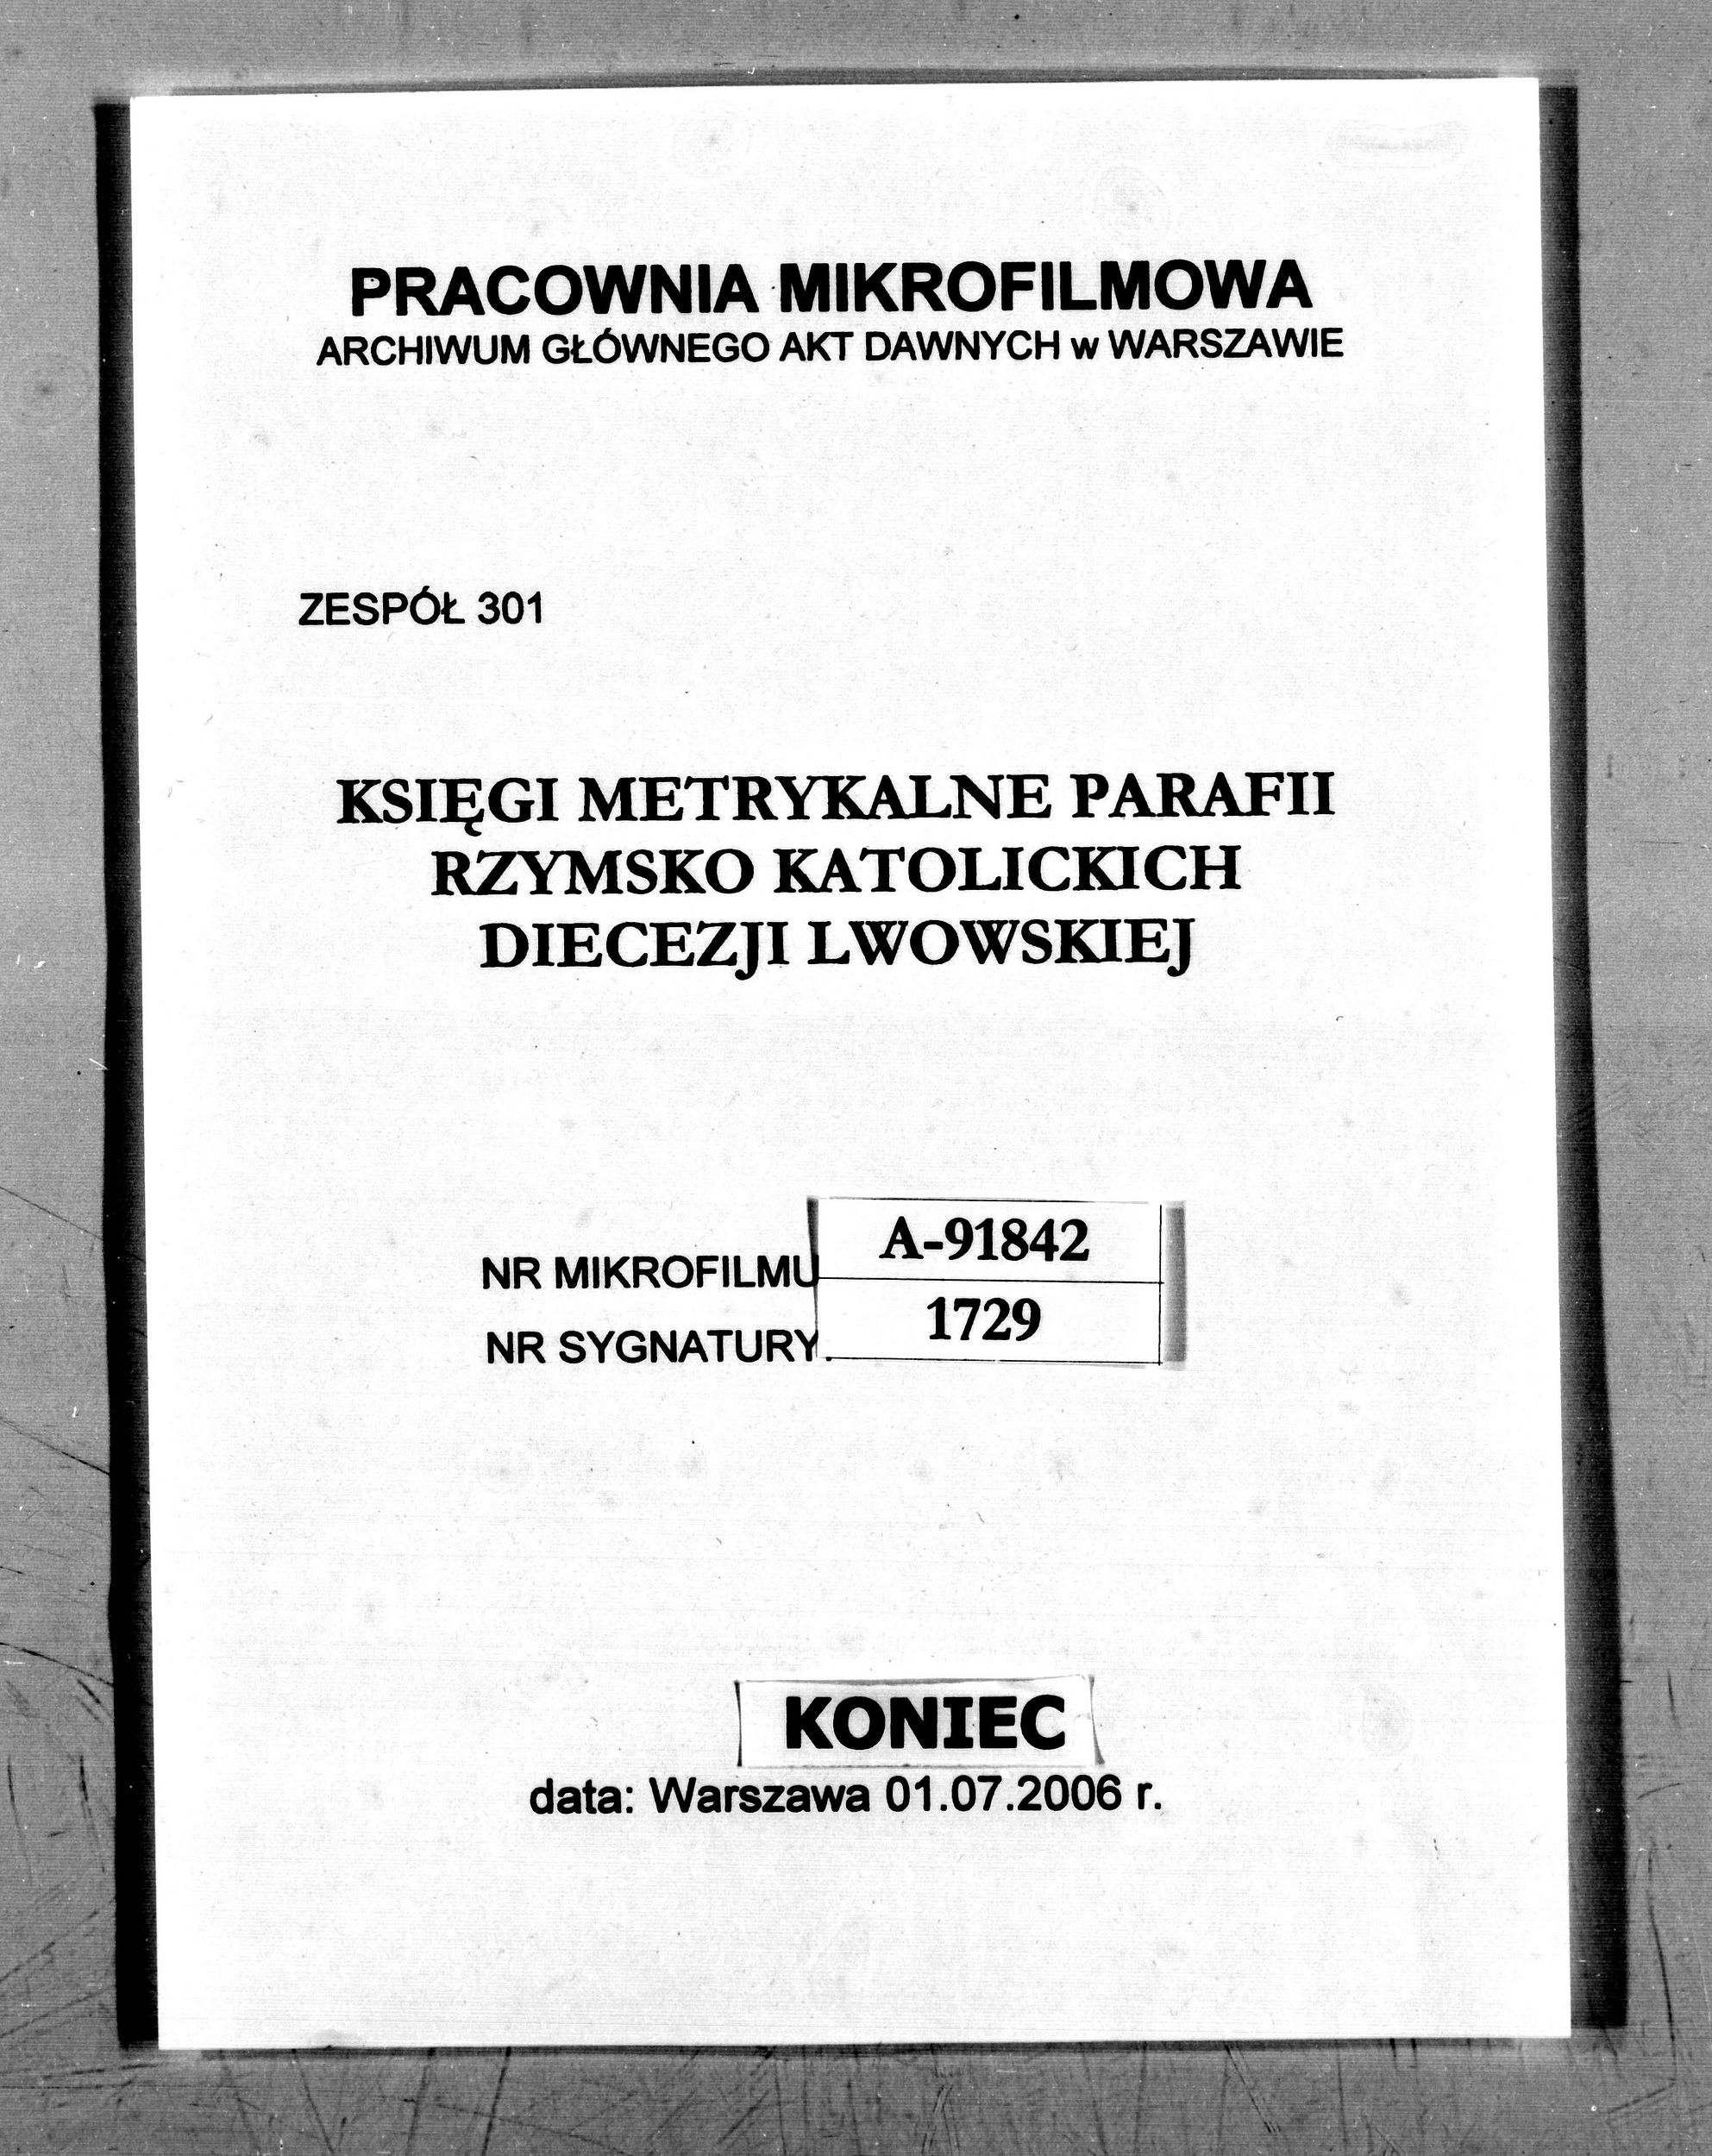 PRACOWNIA MIKROFILMOWA
ARCHIWUM GŁÓWNEGO AKT DAWNYCH w WARSZAWIE
ZESPÓŁ 301
KSIĘGI METRYKALNE PARAFII
RZYMSKO KATOLICKICH
DIECEZJI LWOWSKIEJ
NR MIKROFILMU A-91842
NR SYGNATURY. 1729
KONIEC
data: Warszawa 01.07.2006 r.